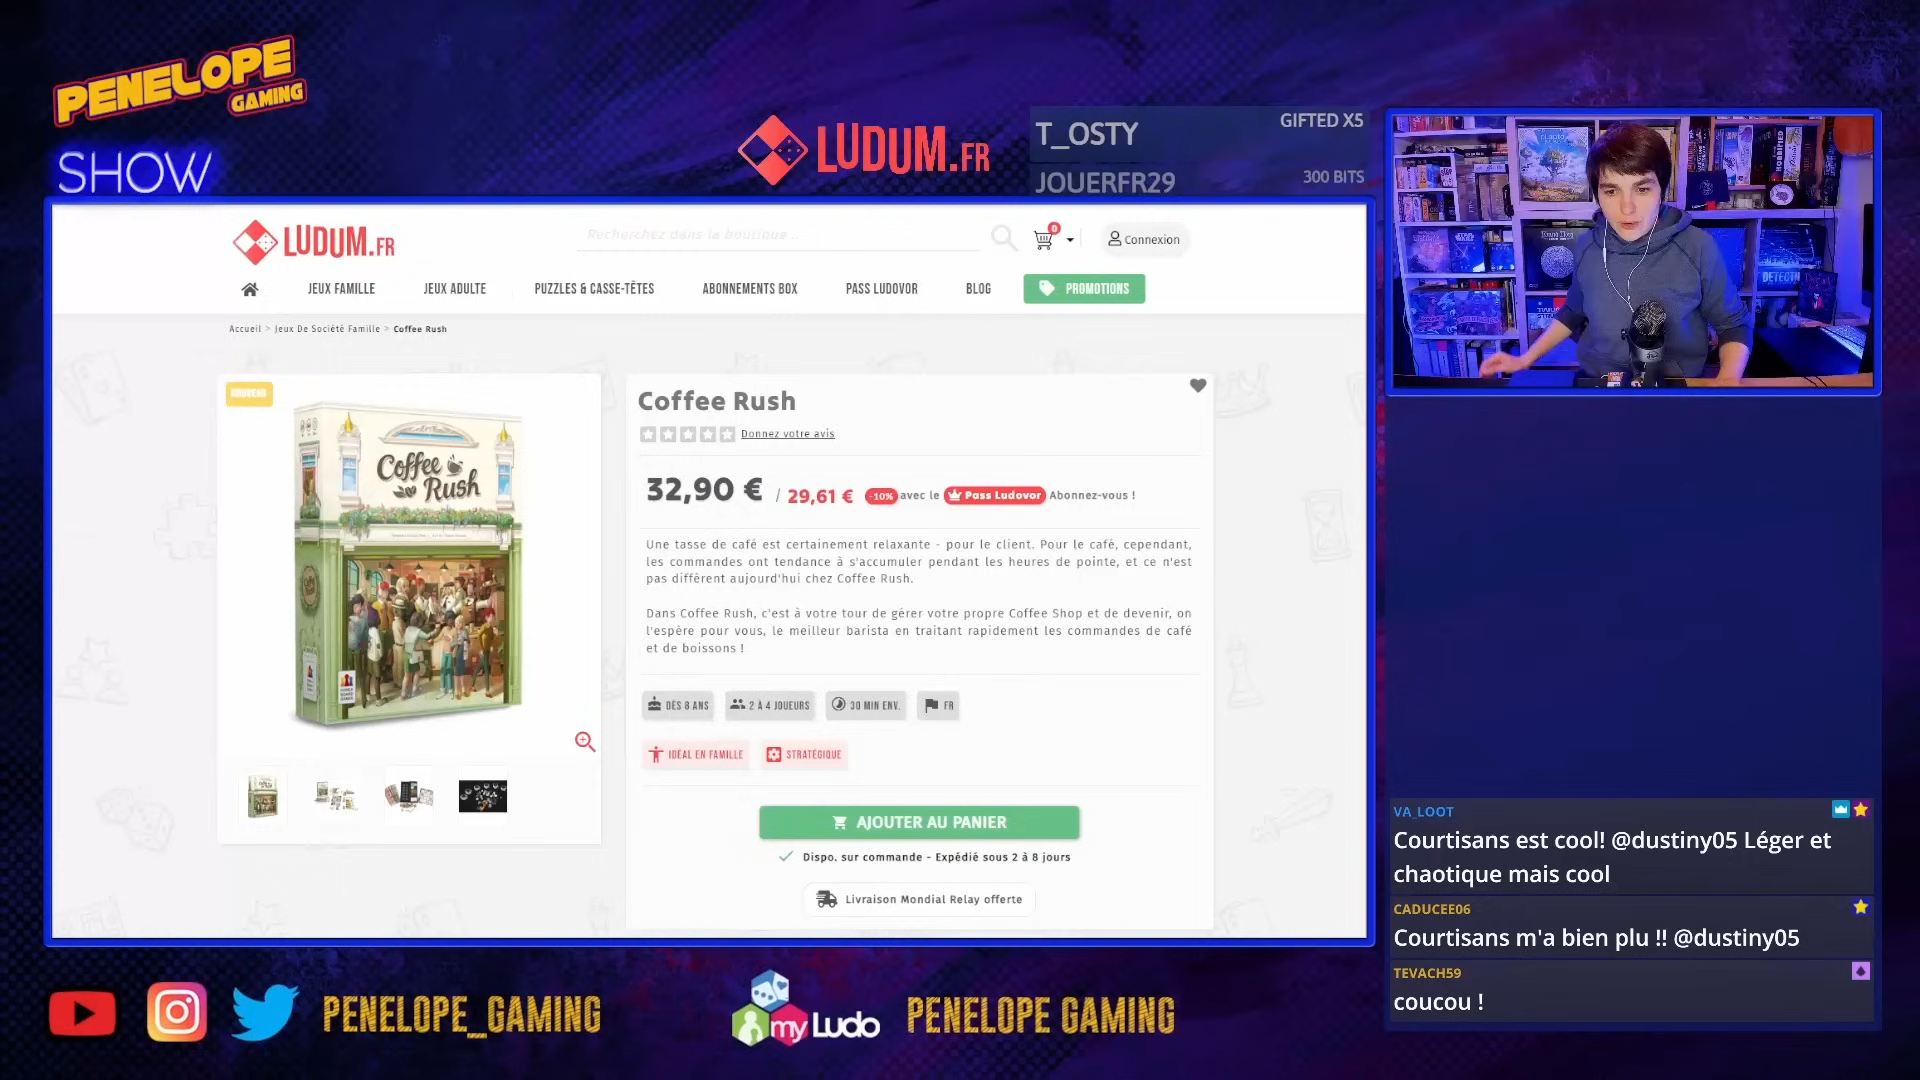 PENELOPE
GAMING
SHOW
LUDUM.FR
T_OSTY
GIFTED X5
JOUERFR29
300 BITS
LUDUM.FR
Recherchez dans la boutique ...
0
Connexion
JEUX FAMILLE
JEUX ADULTE
PUZZLES & CASSE-TÊTES
ABONNEMENTS BOX
PASS LUDOVOR
BLOG
PROMOTIONS
Accueil > Jeux De Société Famille > Coffee Rush
NOUVEAU
Coffee
Rush
Coffee Rush
Donnez votre avis
32,90 € / 29,61 € -10% avec le Pass Ludovor Abonnez-vous !
Une tasse de café est certainement relaxante - pour le client. Pour le café, cependant,
les commandes ont tendance à s'accumuler pendant les heures de pointe, et ce n'est
pas différent aujourd'hui chez Coffee Rush.
Dans Coffee Rush, c'est à votre tour de gérer votre propre Coffee Shop et de devenir, on
l'espère pour vous, le meilleur barista en traitant rapidement les commandes de café
et de boissons !
DÈS 8 ANS
2 À 4 JOUEURS
30 MIN ENV.
FR
IDÉAL EN FAMILLE
STRATÉGIQUE
AJOUTER AU PANIER
Dispo. sur commande - Expédié sous 2 à 8 jours
Livraison Mondial Relay offerte
VA_LOOT
Courtisans est cool! @dustiny05 Léger et
chaotique mais cool
CADUCEE06
Courtisans m'a bien plu !! @dustiny05
TEVACH59
coucou !
PENELOPE_GAMING
my Ludo
PENELOPE GAMING